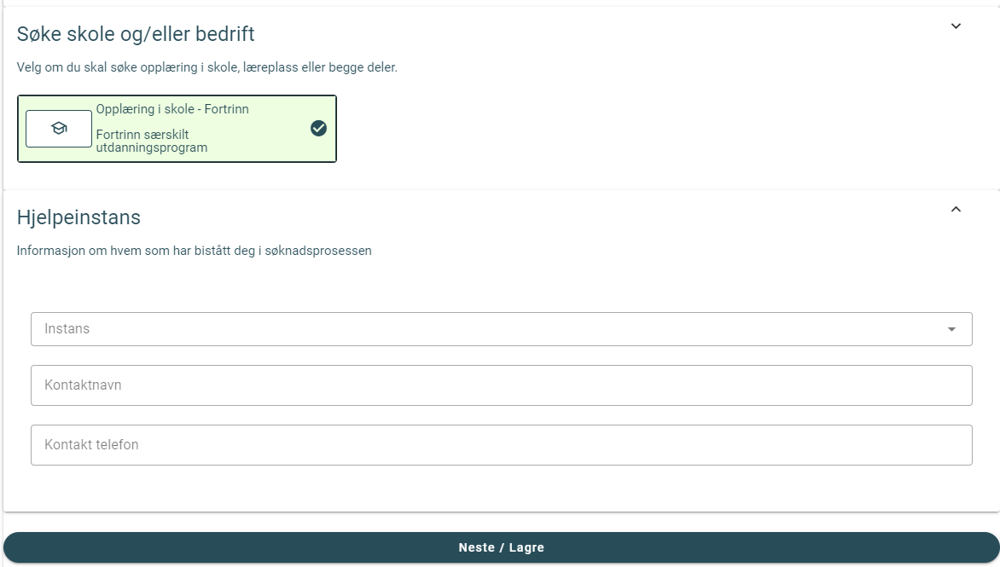 Søke skole og/eller bedrift
Velg om du skal søke opplæring i skole, læreplass eller begge deler.
Opplæring i skole - Fortrinn
Fortrinn særskilt
utdanningsprogram
Hjelpeinstans
Informasjon om hvem som har bistått deg i søknadsprosessen
Instans
Kontaktnavn
Kontakt telefon
Neste / Lagre